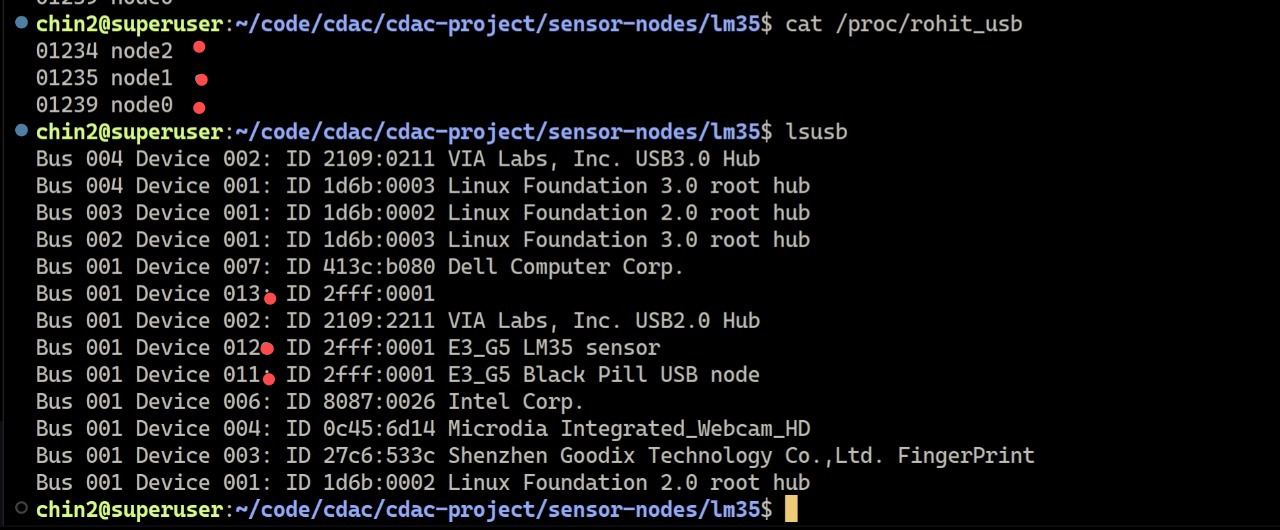 chin2@superuser:~/code/cdac/cdac-project/sensor-nodes/lm35$ cat /proc/rohit_usb
01234 node2
01235 node1
01239 node0
chin2@superuser:~/code/cdac/cdac-project/sensor-nodes/lm35$ lsusb
Bus 004 Device 002: ID 2109:0211 VIA Labs, Inc. USB3.0 Hub
Bus 004 Device 001: ID 1d6b:0003 Linux Foundation 3.0 root hub
Bus 003 Device 001: ID 1d6b:0002 Linux Foundation 2.0 root hub
Bus 002 Device 001: ID 1d6b:0003 Linux Foundation 3.0 root hub
Bus 001 Device 007: ID 413c:b080 Dell Computer Corp.
Bus 001 Device 013: ID 2fff:0001
Bus 001 Device 002: ID 2109:2211 VIA Labs, Inc. USB2.0 Hub
Bus 001 Device 012: ID 2fff:0001 E3_G5 LM35 sensor
Bus 001 Device 011: ID 2fff:0001 E3_G5 Black Pill USB node
Bus 001 Device 006: ID 8087:0026 Intel Corp.
Bus 001 Device 004: ID 0c45:6d14 Microdia Integrated_Webcam_HD
Bus 001 Device 003: ID 27c6:533c Shenzhen Goodix Technology Co.,Ltd. FingerPrint
Bus 001 Device 001: ID 1d6b:0002 Linux Foundation 2.0 root hub
chin2@superuser:~/code/cdac/cdac-project/sensor-nodes/lm35$